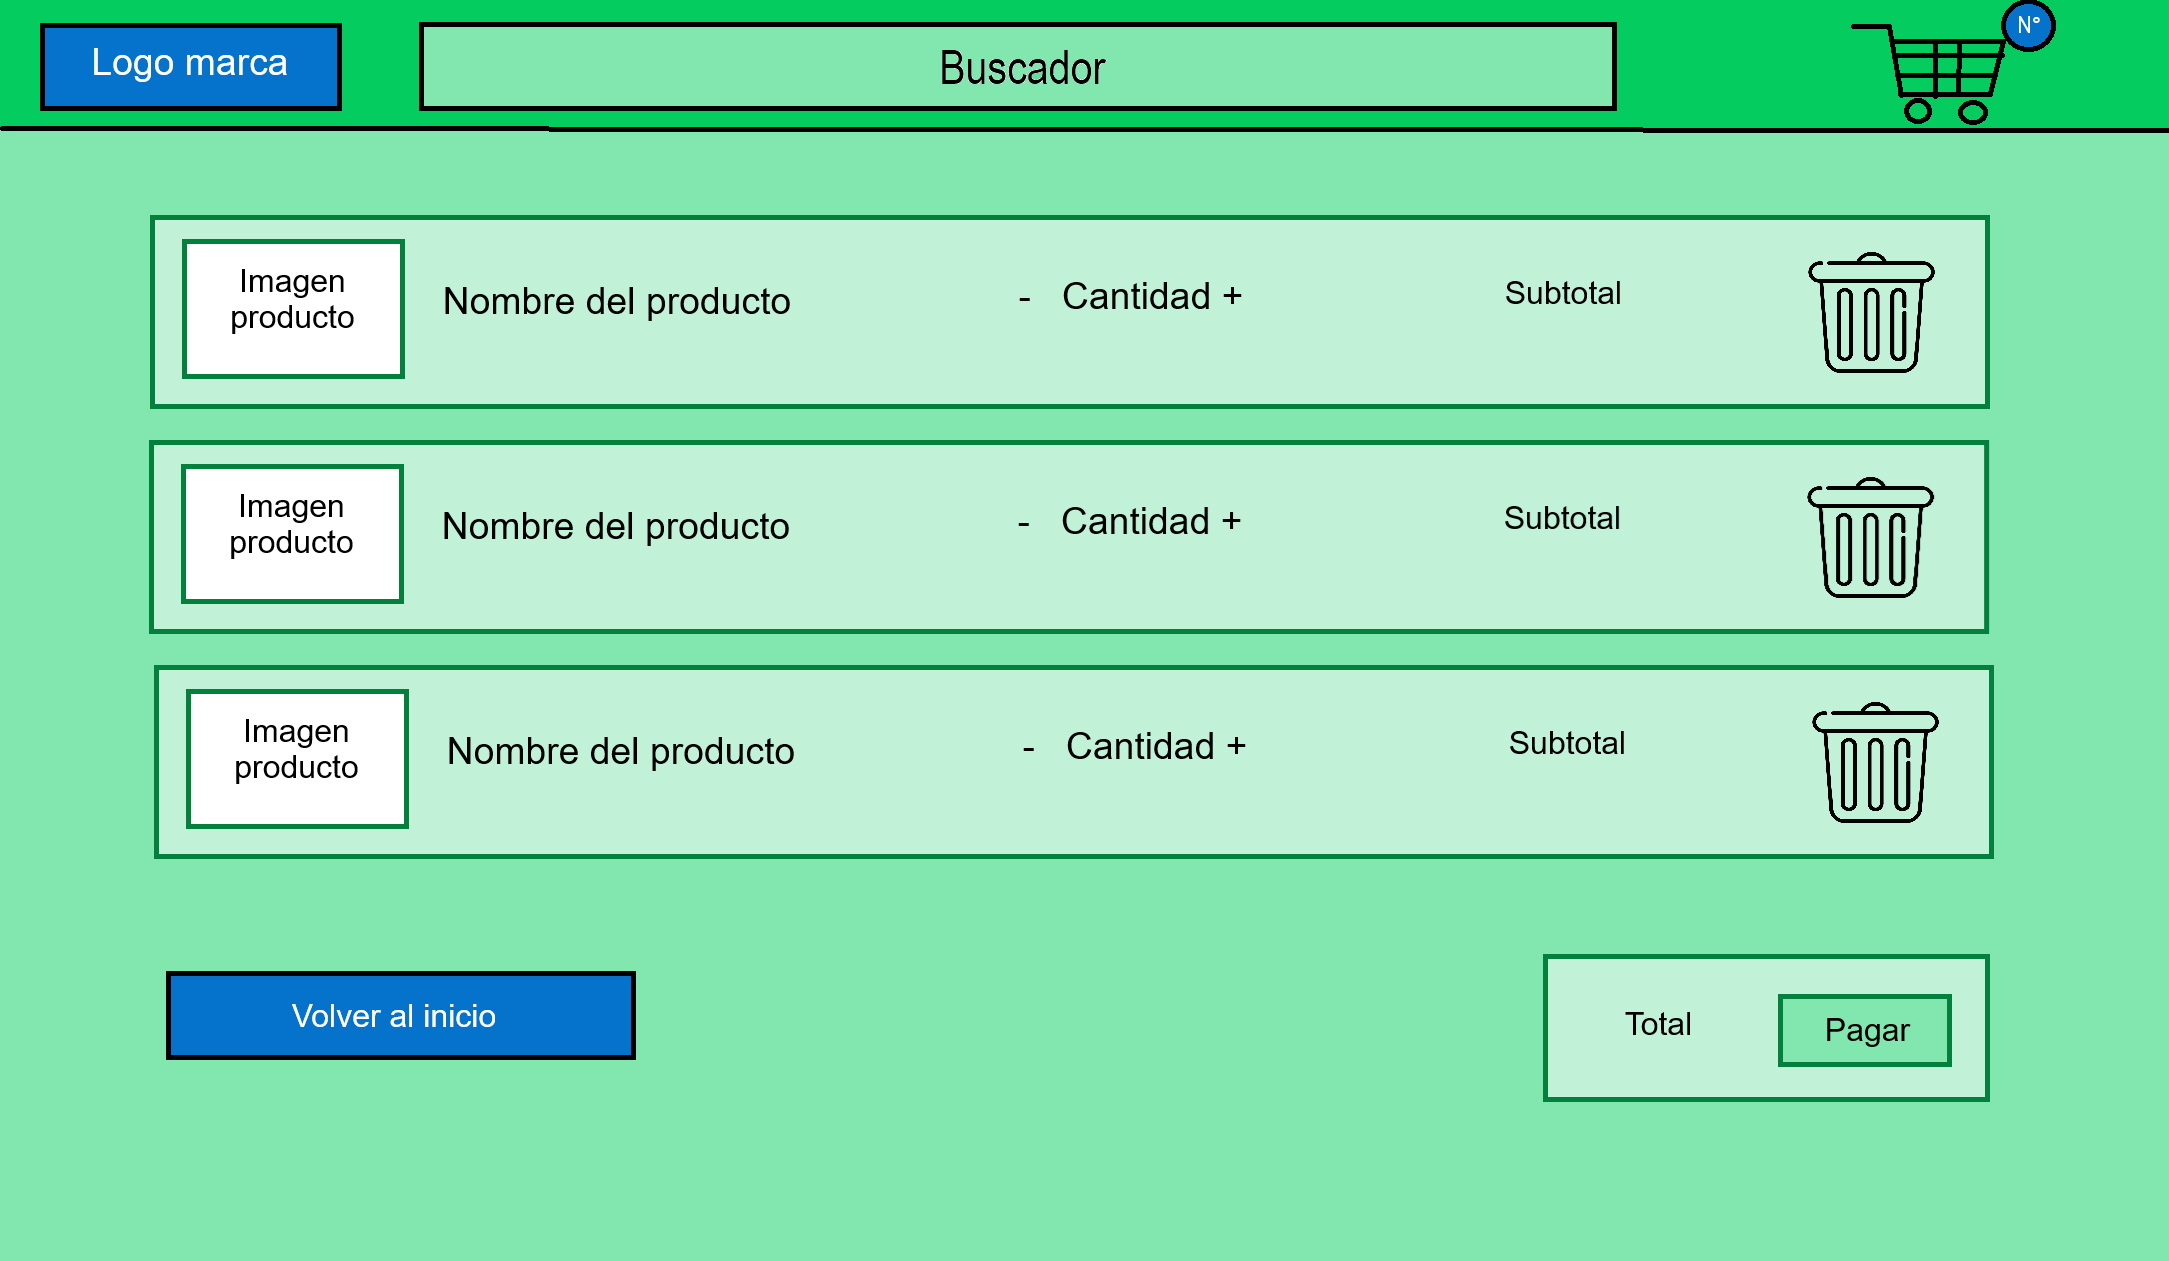 Logo marca
Buscador
N°
Imagen
producto
Nombre del producto
- Cantidad +
Subtotal
Imagen
producto
Nombre del producto
- Cantidad +
Subtotal
Imagen
producto
Nombre del producto
- Cantidad +
Subtotal
Volver al inicio
Total
Pagar